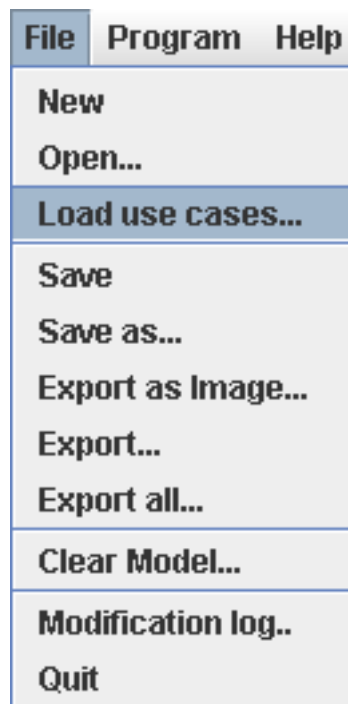 File Program Help
New
Open...
Load use cases...
Save
Save as...
Export as Image...
Export...
Export all...
Clear Model...
Modification log..
Quit